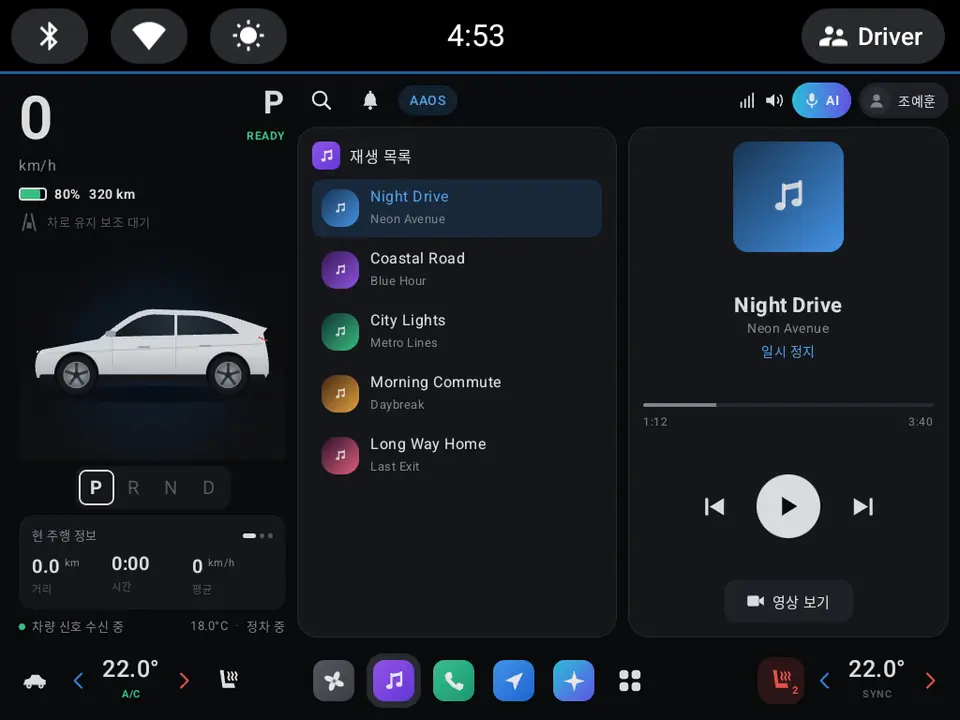 4:53
Driver
0
P
READY
km/h
80% 320 km
차로 유지 보조 대기
AAOS
AI
조예훈
재생 목록
Night Drive
Neon Avenue
Coastal Road
Blue Hour
City Lights
Metro Lines
Morning Commute
Daybreak
Long Way Home
Last Exit
Night Drive
Neon Avenue
일시 정지
1:12
3:40
영상 보기
P R N D
현 주행 정보
0.0 km
거리
0:00
시간
0 km/h
평균
차량 신호 수신 중
18.0°C · 정차 중
22.0°
A/C
2
22.0°
SYNC